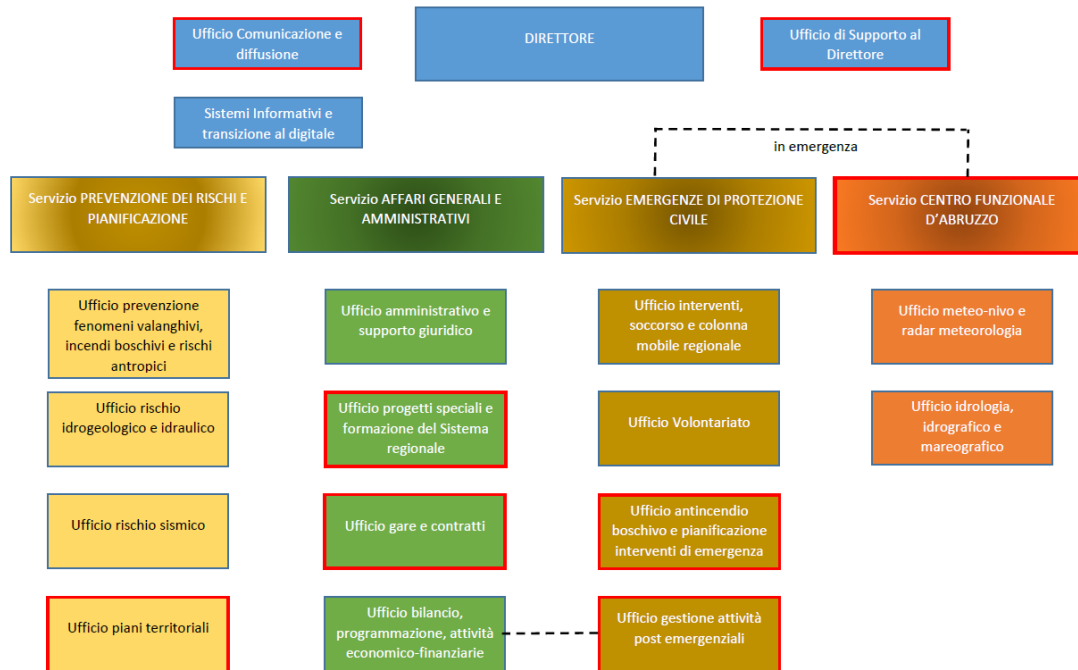 Ufficio Comunicazione e
diffusione
DIRETTORE
Ufficio di Supporto al
Direttore
Sistemi Informativi e
transizione al digitale
in emergenza
Servizio PREVENZIONE DEI RISCHI E
PIANIFICAZIONE
Servizio AFFARI GENERALI E
AMMINISTRATIVI
Servizio EMERGENZE DI PROTEZIONE
CIVILE
Servizio CENTRO FUNZIONALE
D’ABRUZZO
Ufficio prevenzione
fenomeni valanghivi,
incendi boschivi e rischi
antropici
Ufficio amministrativo e
supporto giuridico
Ufficio interventi,
soccorso e colonna
mobile regionale
Ufficio meteo-nivo e
radar meteorologia
Ufficio rischio
idrogeologico e idraulico
Ufficio progetti speciali e
formazione del Sistema
regionale
Ufficio Volontariato
Ufficio idrologia,
idrografico e
mareografico
Ufficio rischio sismico
Ufficio gare e contratti
Ufficio antincendio
boschivo e pianificazione
interventi di emergenza
Ufficio piani territoriali
Ufficio bilancio,
programmazione, attività
economico-finanziarie
Ufficio gestione attività
post emergenziali